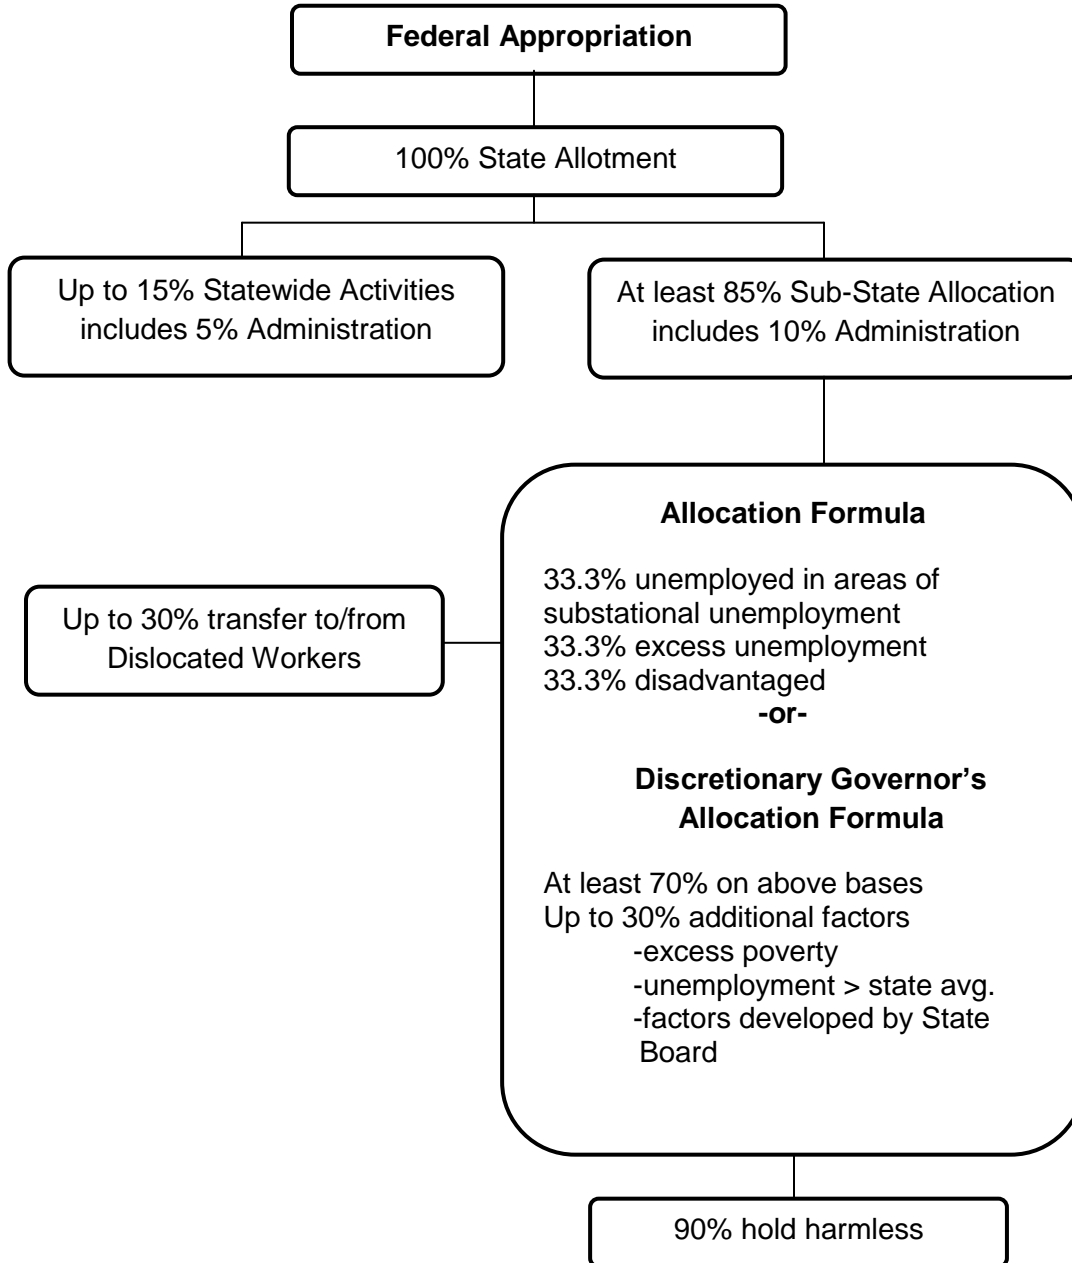 Federal Appropriation
100% State Allotment
Up to 15% Statewide Activities
includes 5% Administration
At least 85% Sub-State Allocation
includes 10% Administration
Up to 30% transfer to/from
Dislocated Workers
Allocation Formula
33.3% unemployed in areas of
substational unemployment
33.3% excess unemployment
33.3% disadvantaged
-or-
Discretionary Governor’s
Allocation Formula
At least 70% on above bases
Up to 30% additional factors
-excess poverty
-unemployment > state avg.
-factors developed by State
Board
90% hold harmless